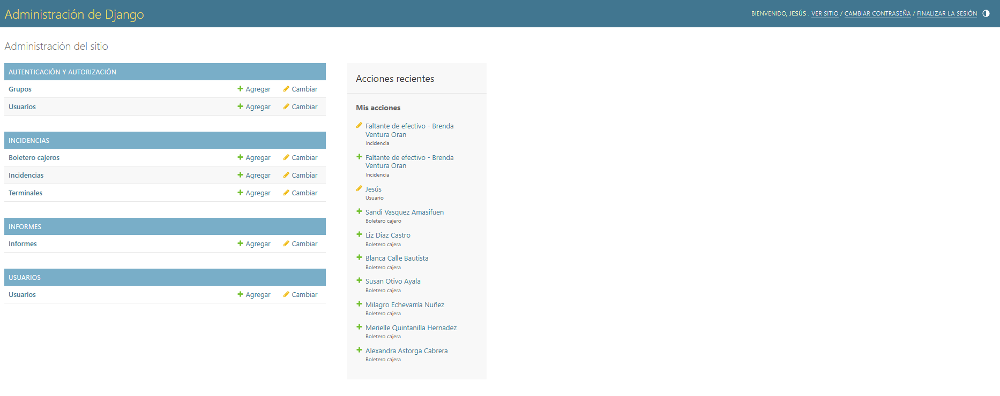 Administración de Django
BIENVENIDO, JESÚS . VER SITIO / CAMBIAR CONTRASEÑA / FINALIZAR LA SESIÓN
Administración del sitio
AUTENTICACIÓN Y AUTORIZACIÓN
Grupos Agregar Cambiar
Usuarios Agregar Cambiar
INCIDENCIAS
Boletero cajeros Agregar Cambiar
Incidencias Agregar Cambiar
Terminales Agregar Cambiar
INFORMES
Informes Agregar Cambiar
USUARIOS
Usuarios Agregar Cambiar
Acciones recientes
Mis acciones
Faltante de efectivo - Brenda
Ventura Oran
Incidencia
Faltante de efectivo - Brenda
Ventura Oran
Incidencia
Jesús
Usuario
Sandi Vasquez Amasifuen
Boletero cajero
Liz Diaz Castro
Boletero cajera
Blanca Calle Bautista
Boletero cajera
Susan Otivo Ayala
Boletero cajera
Milagro Echevarría Nuñez
Boletero cajera
Merielle Quintanilla Hernadez
Boletero cajera
Alexandra Astorga Cabrera
Boletero cajera